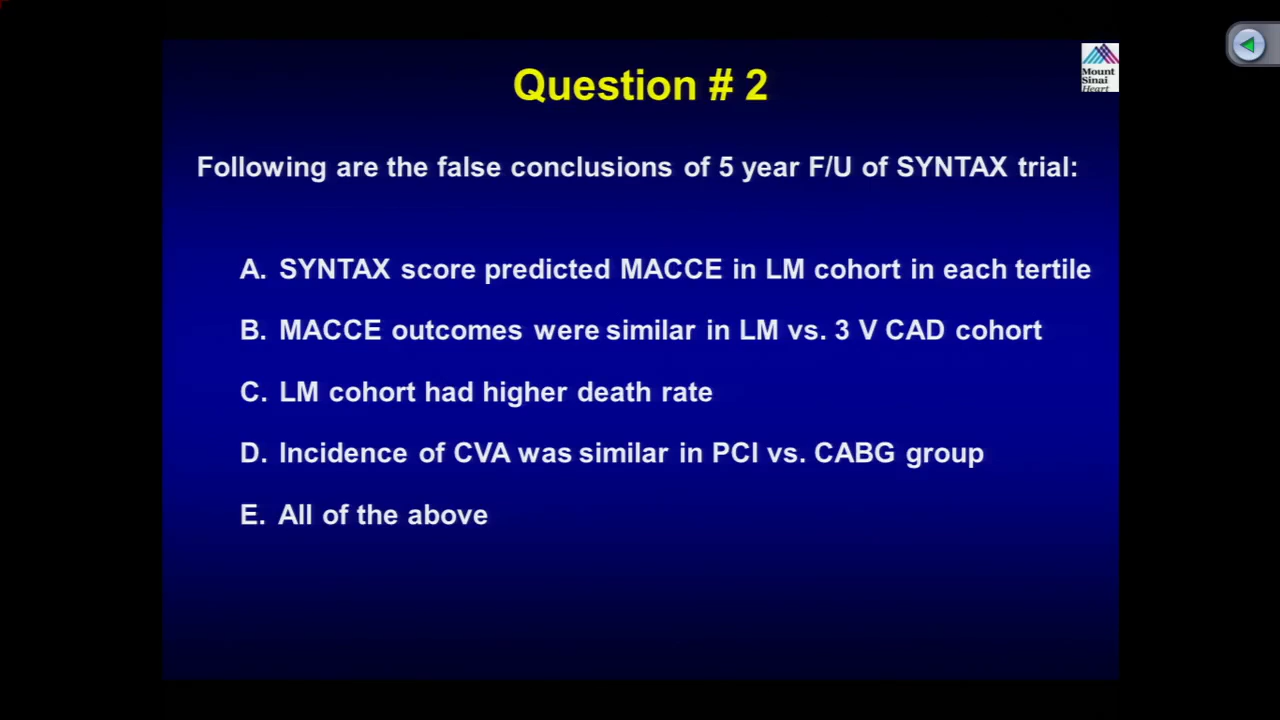 Question # 2
Mount
Sinai
Heart
Following are the false conclusions of 5 year F/U of SYNTAX trial:
A. SYNTAX score predicted MACCE in LM cohort in each tertile
B. MACCE outcomes were similar in LM vs. 3 V CAD cohort
C. LM cohort had higher death rate
D. Incidence of CVA was similar in PCI vs. CABG group
E. All of the above